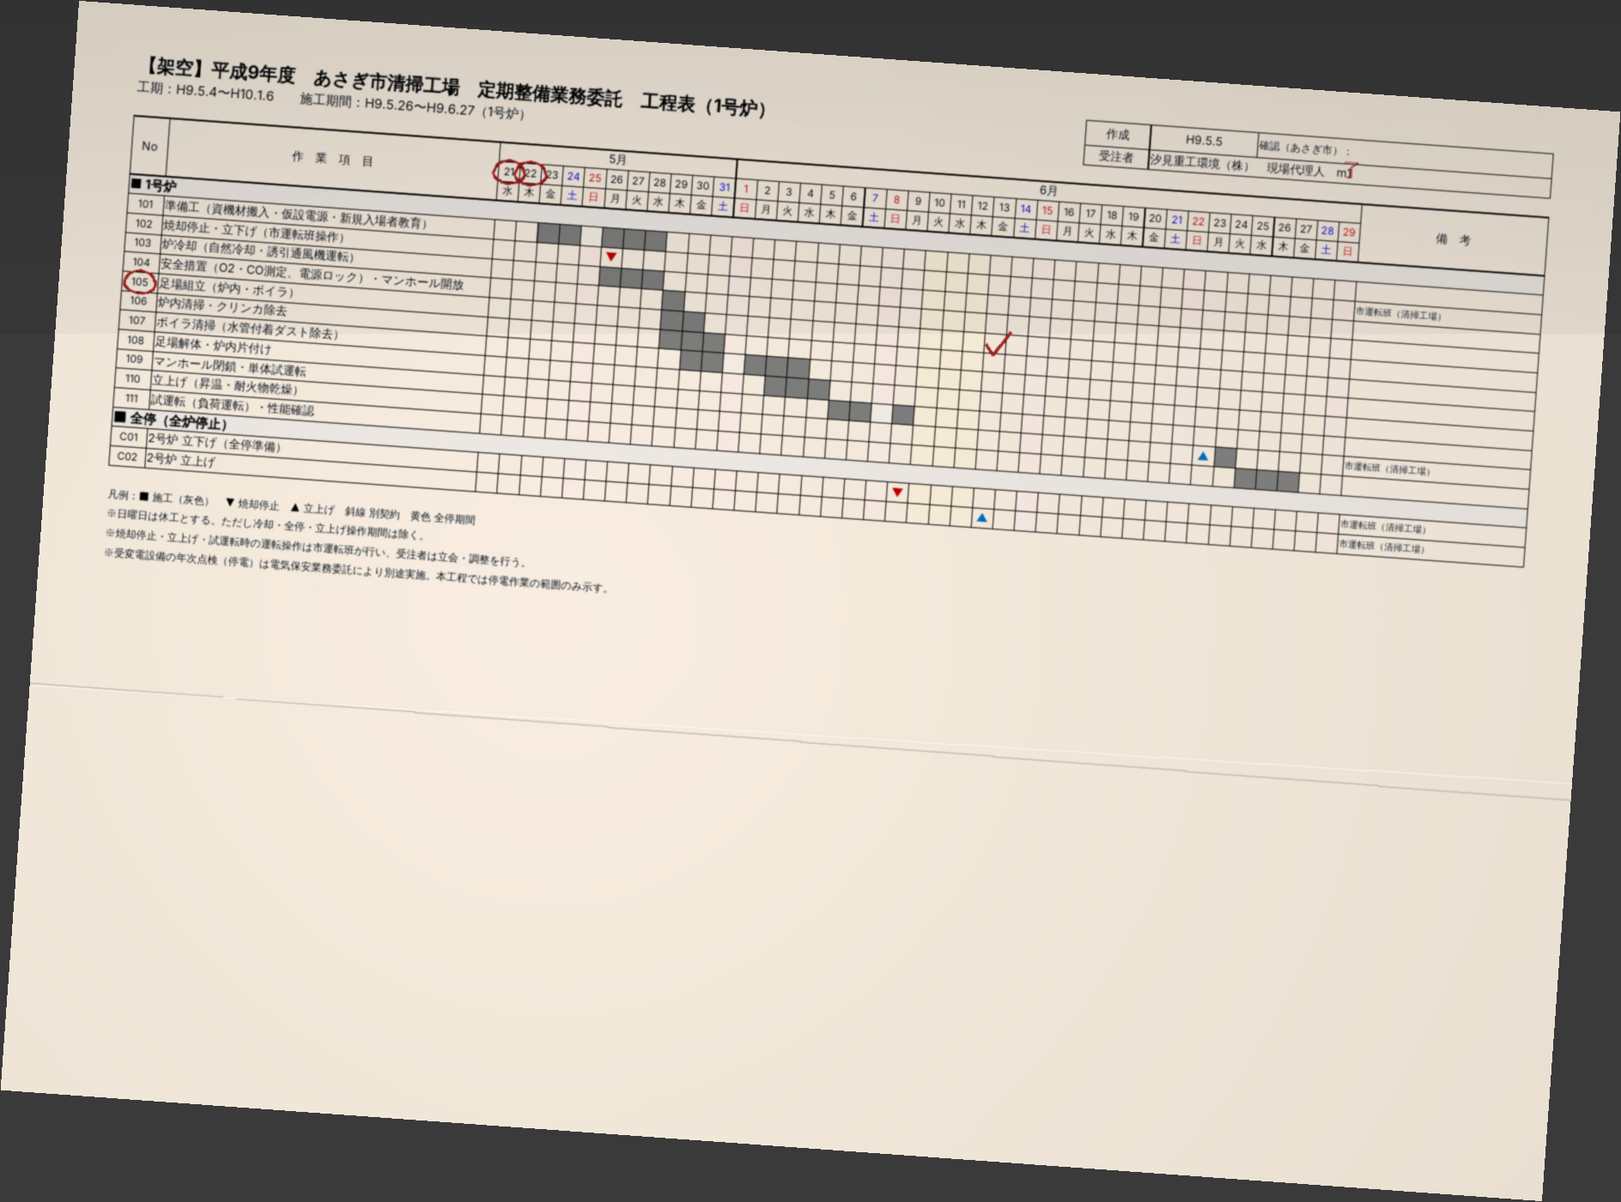 【架空】平成9年度　あさぎ市清掃工場　定期整備業務委託　工程表（1号炉）
工期：H9.5.4〜H10.1.6　　施工期間：H9.5.26〜H9.6.27（1号炉）
作成 H9.5.5 確認（あさぎ市）：
受注者 汐見重工環境（株）　現場代理人
No 作 業 項 目 5月 6月 備 考
21 22 23 24 25 26 27 28 29 30 31 1 2 3 4 5 6 7 8 9 10 11 12 13 14 15 16 17 18 19 20 21 22 23 24 25 26 27 28 29
水 木 金 土 日 月 火 水 木 金 土 日 月 火 水 木 金 土 日 月 火 水 木 金 土 日 月 火 水 木 金 土 日 月 火 水 木 金 土 日
■ 1号炉
101 準備工（資機材搬入・仮設電源・新規入場者教育）
102 焼却停止・立下げ（市運転班操作） ▼ 市運転班（清掃工場）
103 炉冷却（自然冷却・誘引通風機運転）
104 安全措置（O2・CO測定、電源ロック）・マンホール開放
105 足場組立（炉内・ボイラ）
106 炉内清掃・クリンカ除去
107 ボイラ清掃（水管付着ダスト除去）
108 足場解体・炉内片付け
109 マンホール閉鎖・単体試運転
110 立上げ（昇温・耐火物乾燥） ▲ 市運転班（清掃工場）
111 試運転（負荷運転）・性能確認
■ 全停（全炉停止）
C01 2号炉 立下げ（全停準備） ▼ 市運転班（清掃工場）
C02 2号炉 立上げ ▲ 市運転班（清掃工場）
凡例：■ 施工（灰色）　▼ 焼却停止　▲ 立上げ　斜線 別契約　黄色 全停期間
※日曜日は休工とする。ただし冷却・全停・立上げ操作期間は除く。
※焼却停止・立上げ・試運転時の運転操作は市運転班が行い、受注者は立会・調整を行う。
※受変電設備の年次点検（停電）は電気保安業務委託により別途実施。本工程では停電作業の範囲のみ示す。